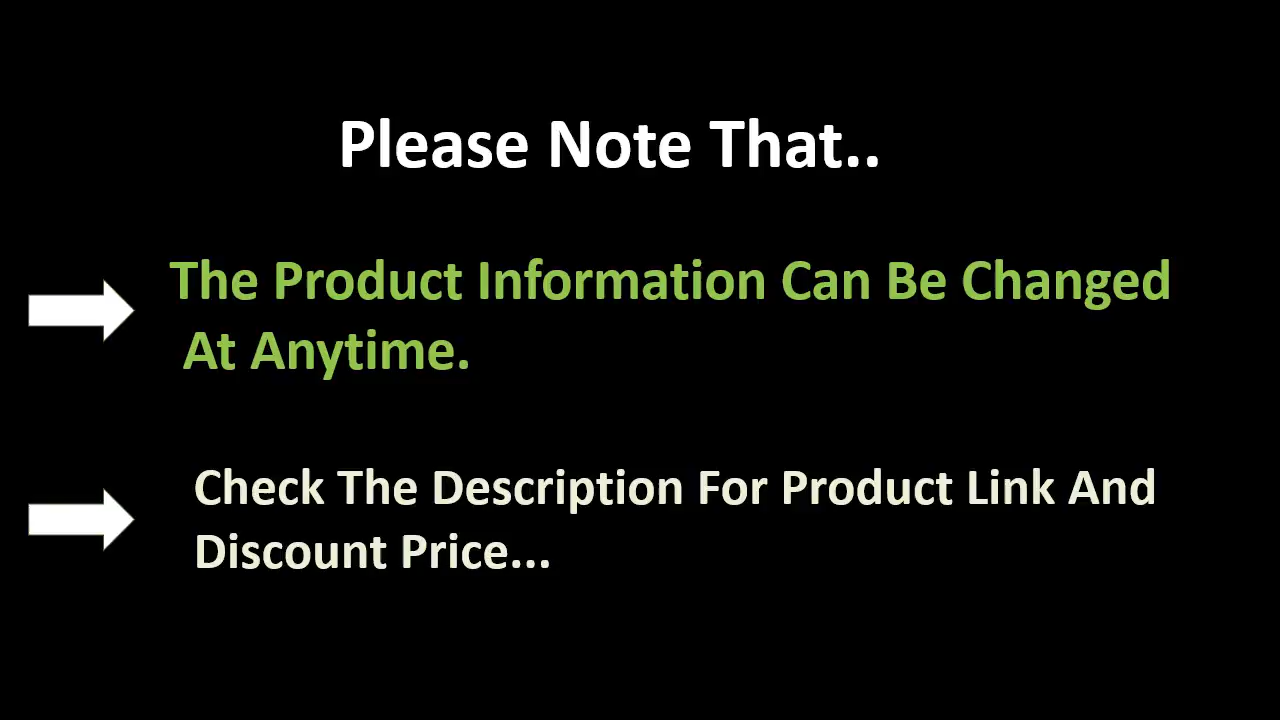 Please Note That..
The Product Information Can Be Changed
At Anytime.
Check The Description For Product Link And
Discount Price...